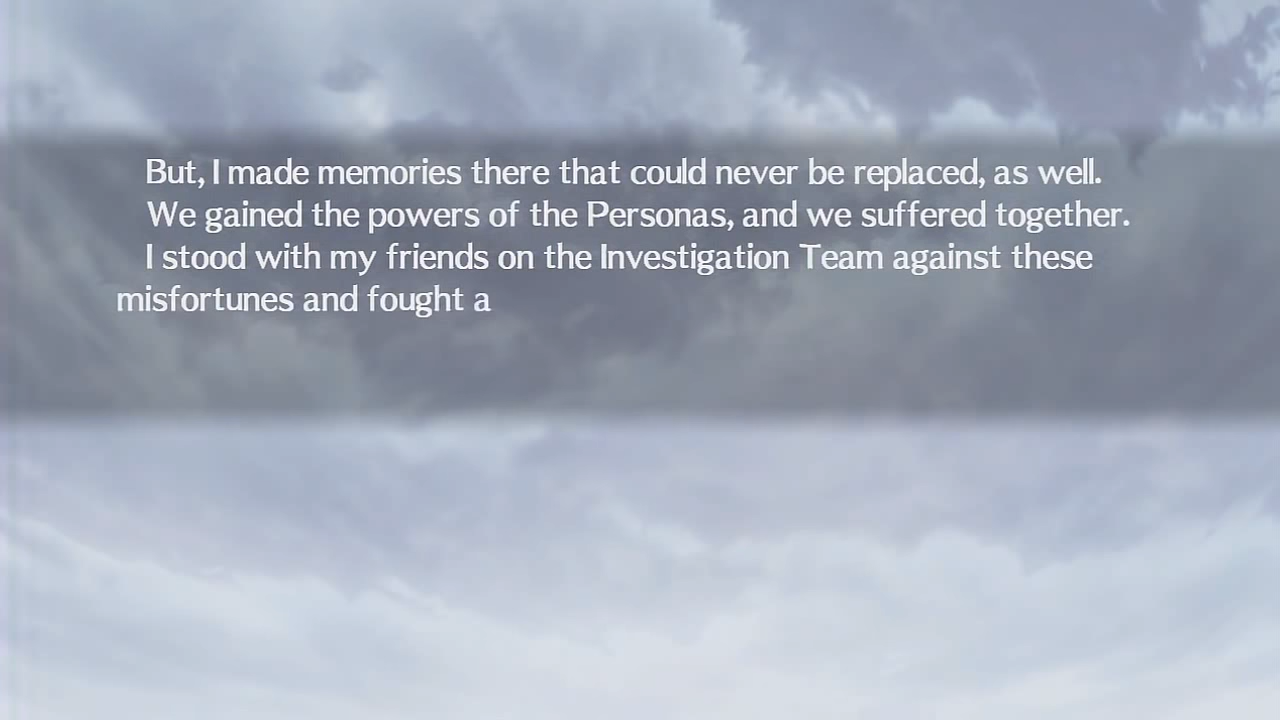 But, I made memories there that could never be replaced, as well.
We gained the powers of the Personas, and we suffered together.
I stood with my friends on the Investigation Team against these
misfortunes and fought a